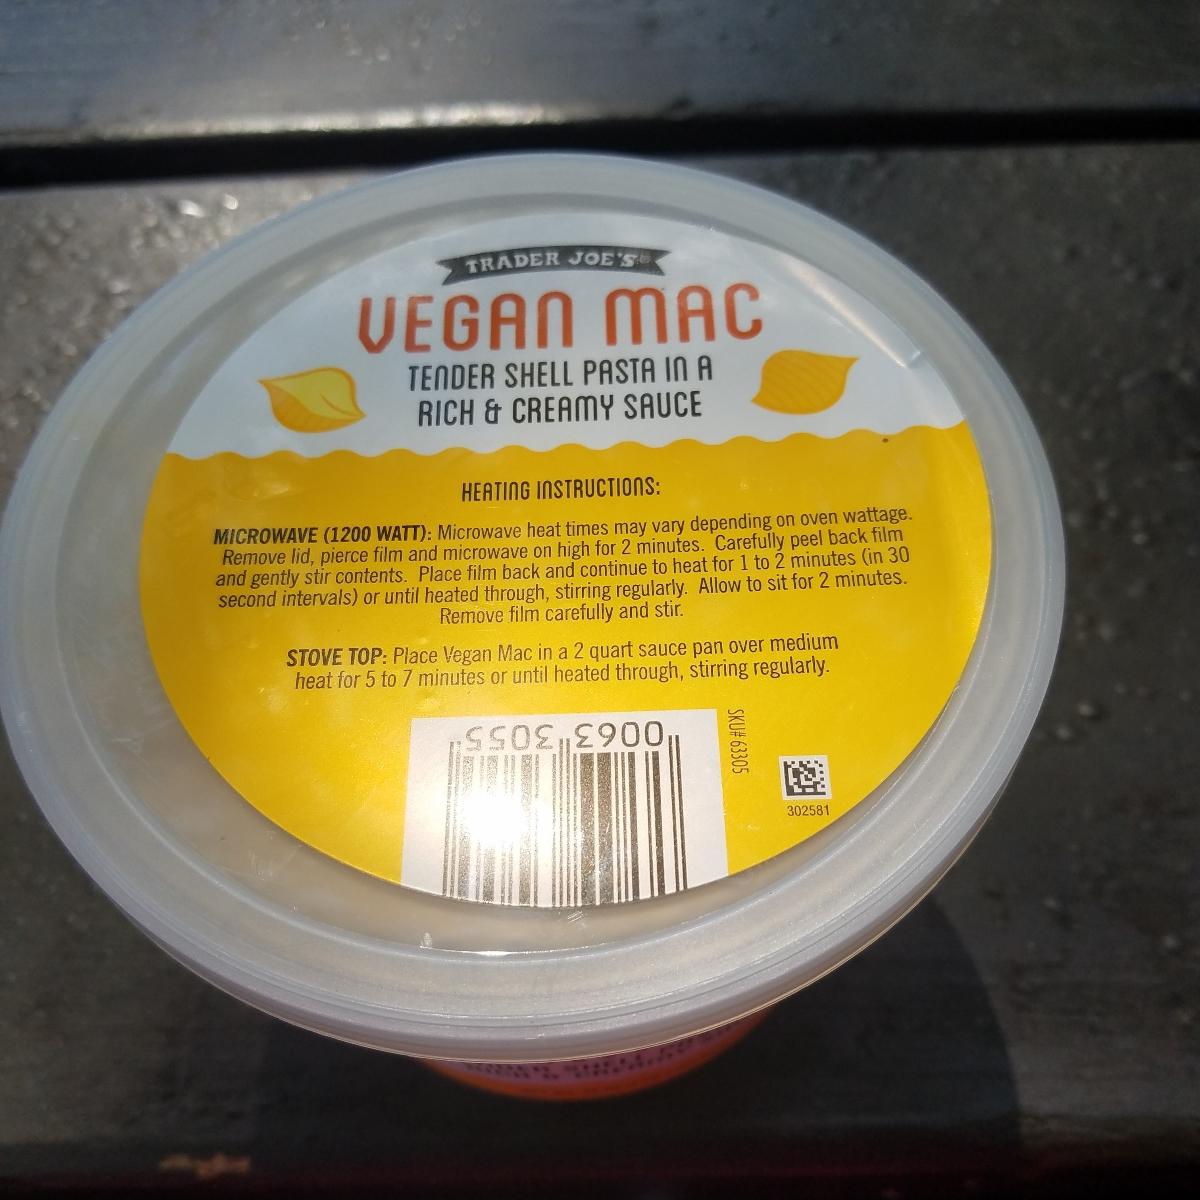 TRADER JOE'S®
VEGAN MAC
TENDER SHELL PASTA IN A
RICH & CREAMY SAUCE
HEATING INSTRUCTIONS:
MICROWAVE (1200 WATT): Microwave heat times may vary depending on oven wattage.
Remove lid, pierce film and microwave on high for 2 minutes. Carefully peel back film
and gently stir contents. Place film back and continue to heat for 1 to 2 minutes (in 30
second intervals) or until heated through, stirring regularly. Allow to sit for 2 minutes.
Remove film carefully and stir.
STOVE TOP: Place Vegan Mac in a 2 quart sauce pan over medium
heat for 5 to 7 minutes or until heated through, stirring regularly.
0063 3055
SKU# 63305
302581
SHELL
RICH & CREAMY